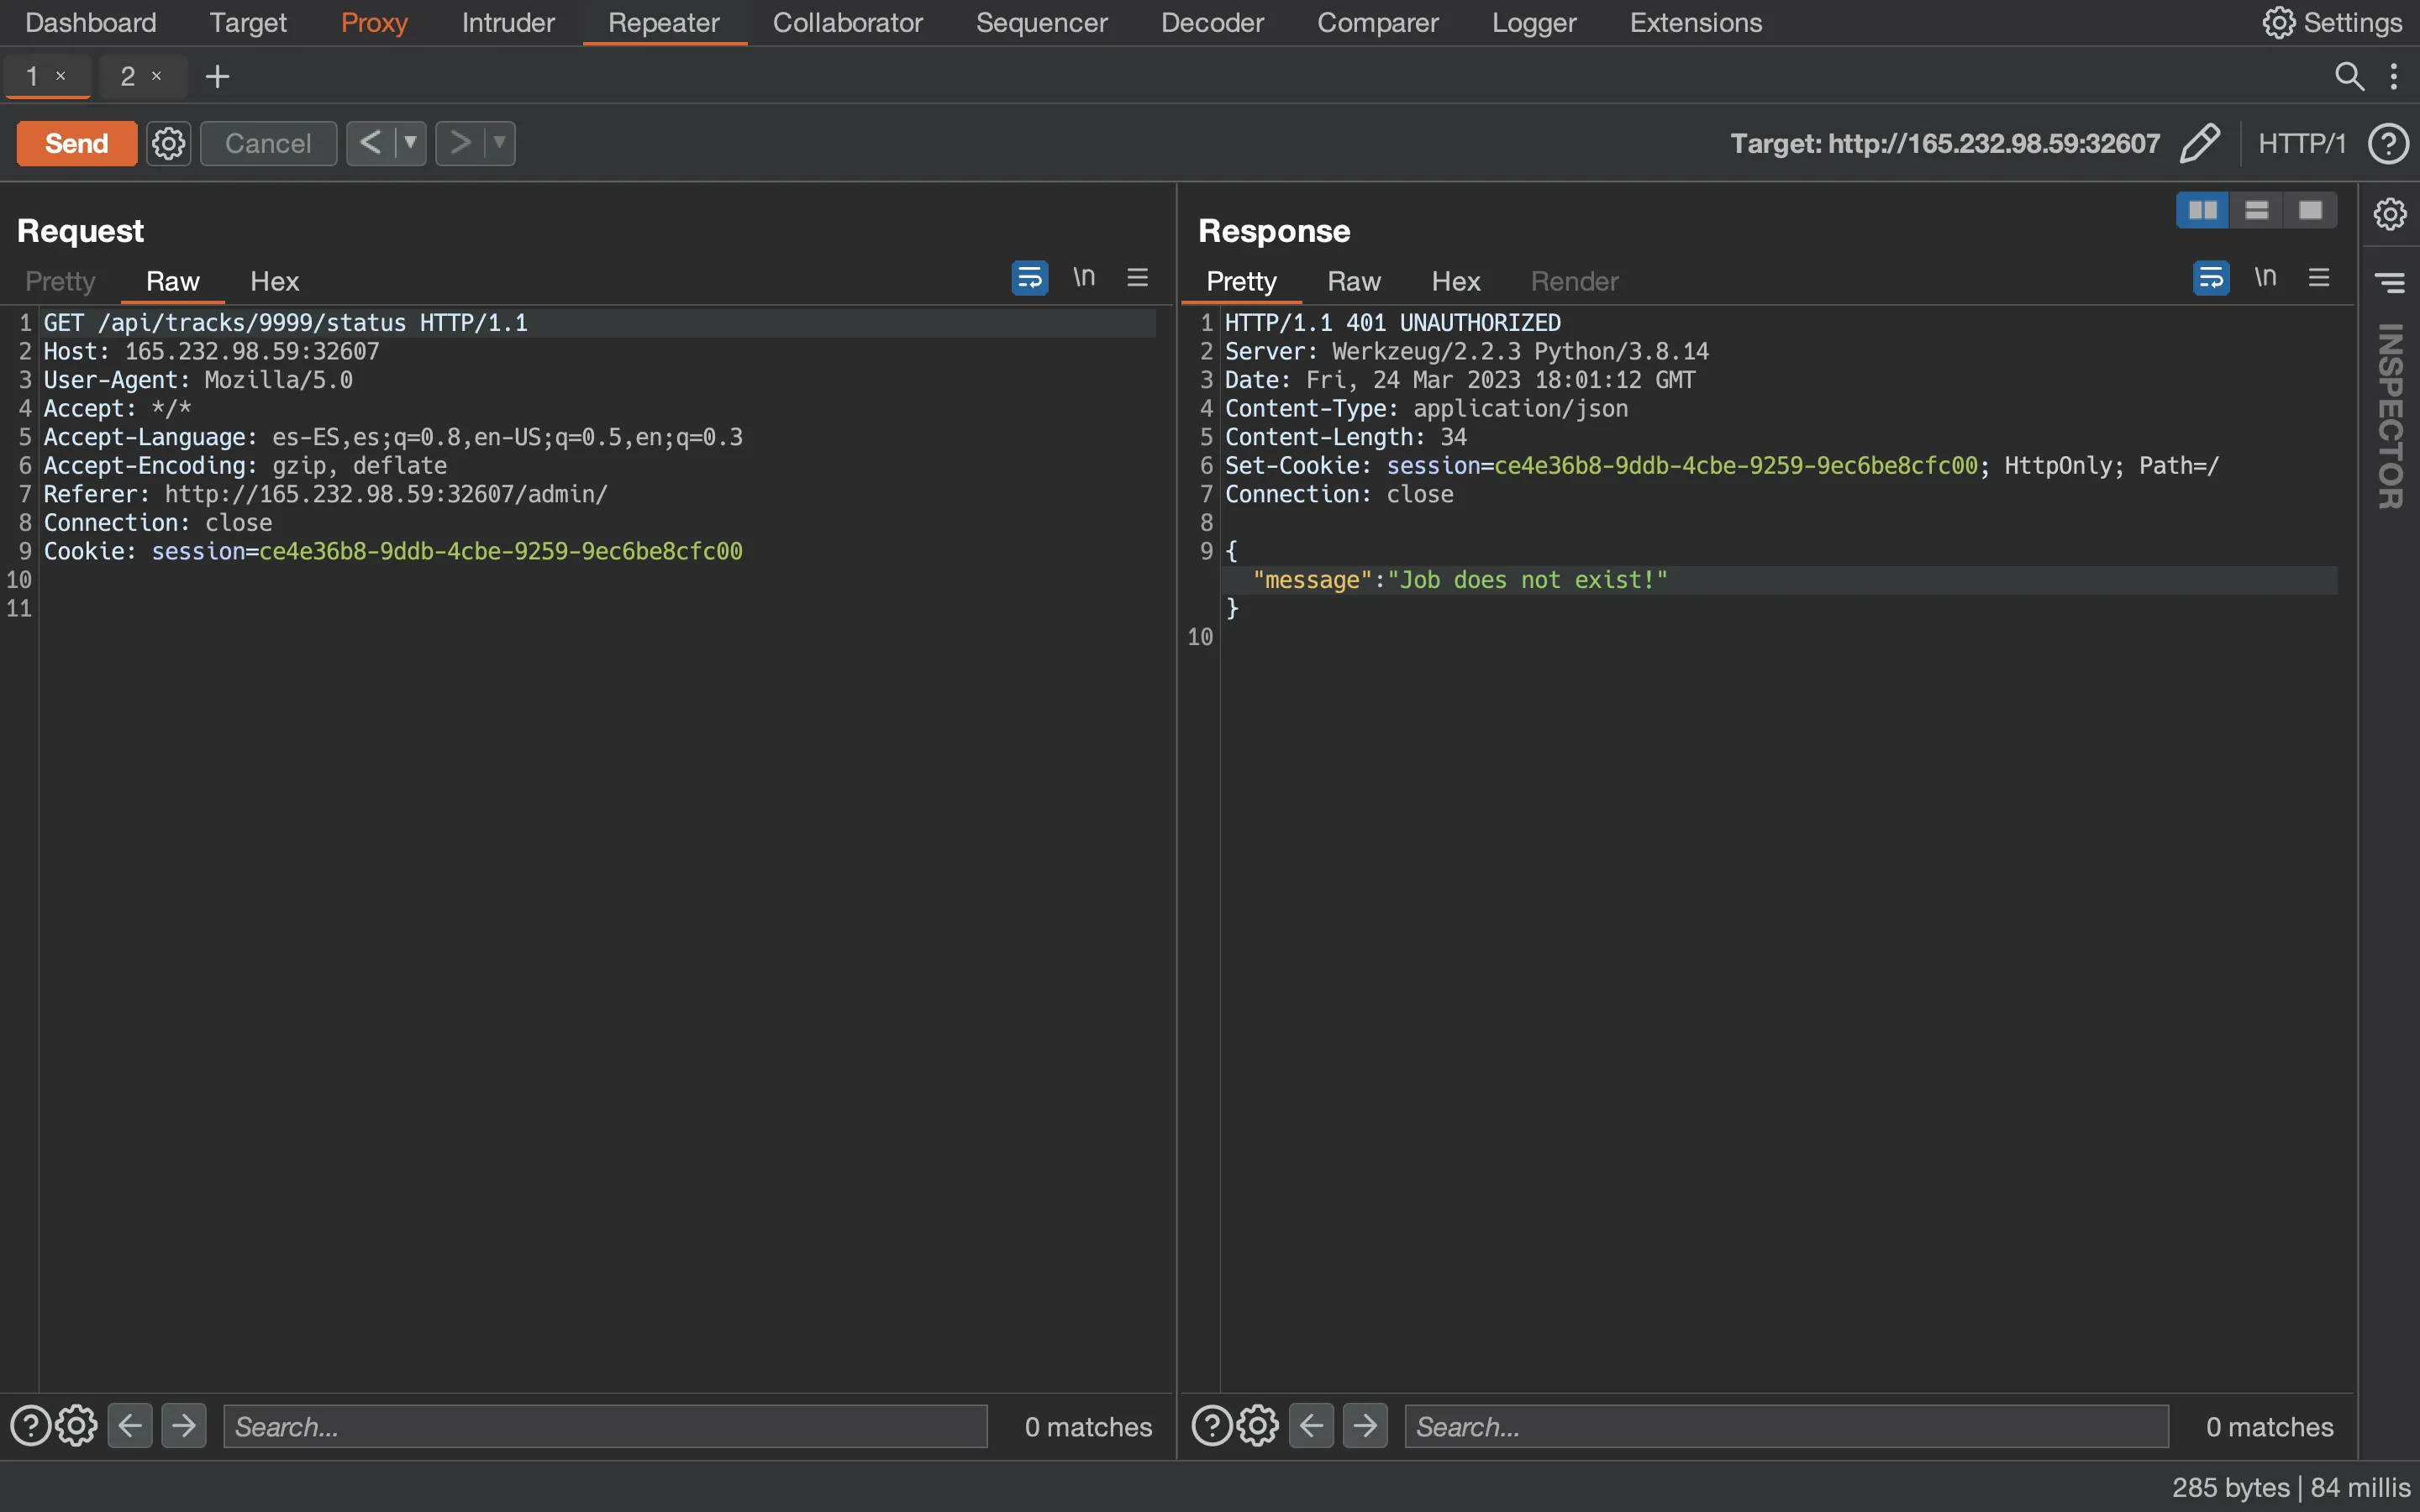 Dashboard Target Proxy Intruder Repeater Collaborator Sequencer Decoder Comparer Logger Extensions Settings
1 × 2 × +
Send Cancel < ▼ > ▼ Target: http://165.232.98.59:32607 HTTP/1 ?
Request
Pretty Raw Hex \n
1 GET /api/tracks/9999/status HTTP/1.1
2 Host: 165.232.98.59:32607
3 User-Agent: Mozilla/5.0
4 Accept: */*
5 Accept-Language: es-ES,es;q=0.8,en-US;q=0.5,en;q=0.3
6 Accept-Encoding: gzip, deflate
7 Referer: http://165.232.98.59:32607/admin/
8 Connection: close
9 Cookie: session=ce4e36b8-9ddb-4cbe-9259-9ec6be8cfc00
10
11
Search... 0 matches
Response
Pretty Raw Hex Render \n
1 HTTP/1.1 401 UNAUTHORIZED
2 Server: Werkzeug/2.2.3 Python/3.8.14
3 Date: Fri, 24 Mar 2023 18:01:12 GMT
4 Content-Type: application/json
5 Content-Length: 34
6 Set-Cookie: session=ce4e36b8-9ddb-4cbe-9259-9ec6be8cfc00; HttpOnly; Path=/
7 Connection: close
8
9 {
"message":"Job does not exist!"
}
10
Search... 0 matches
INSPECTOR
285 bytes | 84 millis